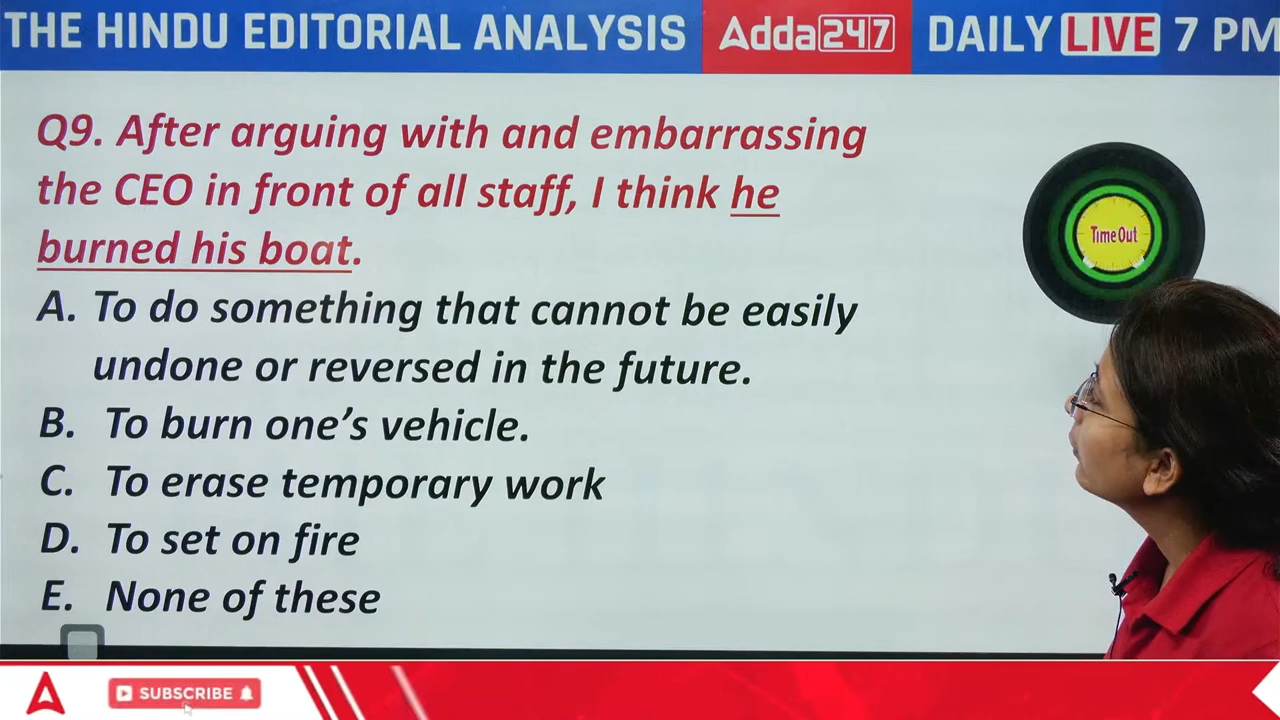 THE HINDU EDITORIAL ANALYSIS Adda247 DAILY LIVE 7 PM
Q9. After arguing with and embarrassing
the CEO in front of all staff, I think he
burned his boat.
Time Out
A. To do something that cannot be easily
undone or reversed in the future.
B. To burn one's vehicle.
C. To erase temporary work
D. To set on fire
E. None of these
SUBSCRIBE